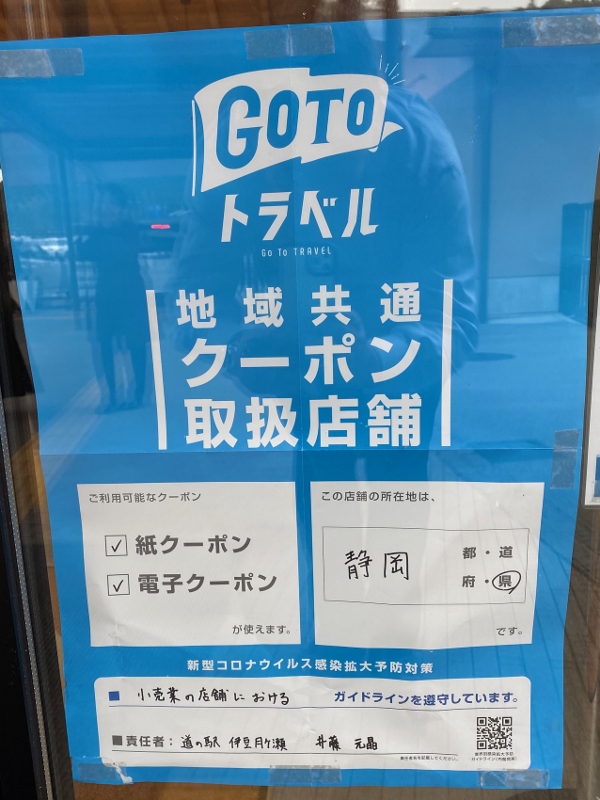 GOTO
トラベル
Go To TRAVEL
地域共通
クーポン
取扱店舗
ご利用可能なクーポン
☑ 紙クーポン
☑ 電子クーポン
が使えます。
この店舗の所在地は、
静岡
都・道
府・県
です。
新型コロナウイルス感染拡大予防対策
■ 小売業の店舗における ガイドラインを遵守しています。
■責任者：道の駅 伊豆月ヶ瀬 井藤 元晶